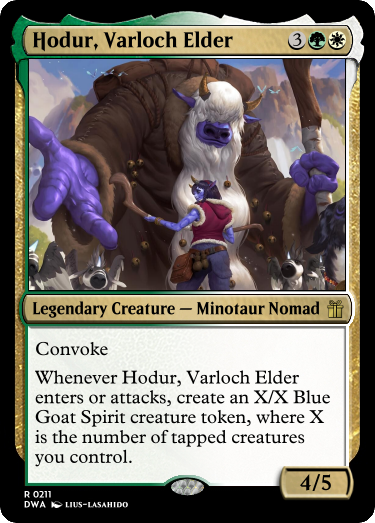 Hodur, Varloch Elder 3
Legendary Creature — Minotaur Nomad
Convoke
Whenever Hodur, Varloch Elder
enters or attacks, create an X/X Blue
Goat Spirit creature token, where X
is the number of tapped creatures
you control.
4/5
R 0211
DWA LIUS-LASAHIDO